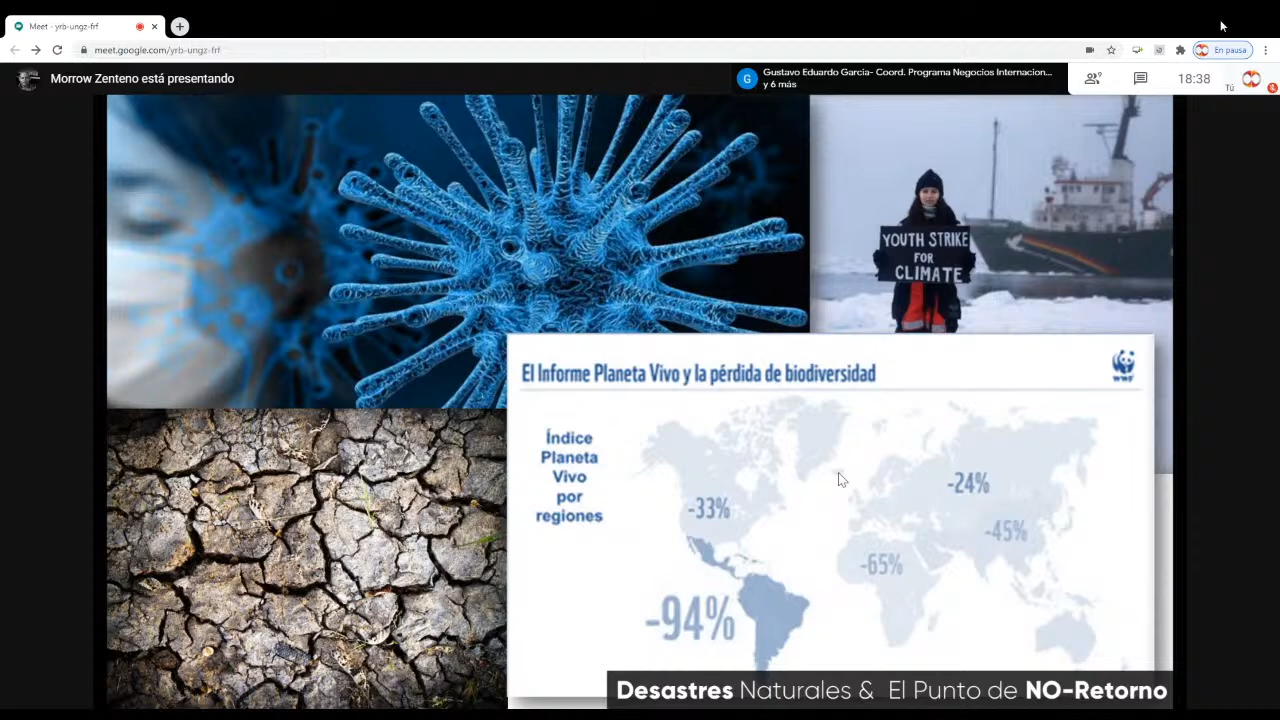 Meet - yrb-ungz-frf
meet.google.com/yrb-ungz-frf
En pausa
Morrow Zenteno está presentando
G
Gustavo Eduardo Garcia- Coord. Programa Negocios Internacion...
y 6 más
9
18:38
Tú
YOUTH STRIKE
FOR
CLIMATE
El Informe Planeta Vivo y la pérdida de biodiversidad
WWF
Índice
Planeta
Vivo
por
regiones
-33%
-24%
-45%
-65%
-94%
Desastres Naturales & El Punto de NO-Retorno